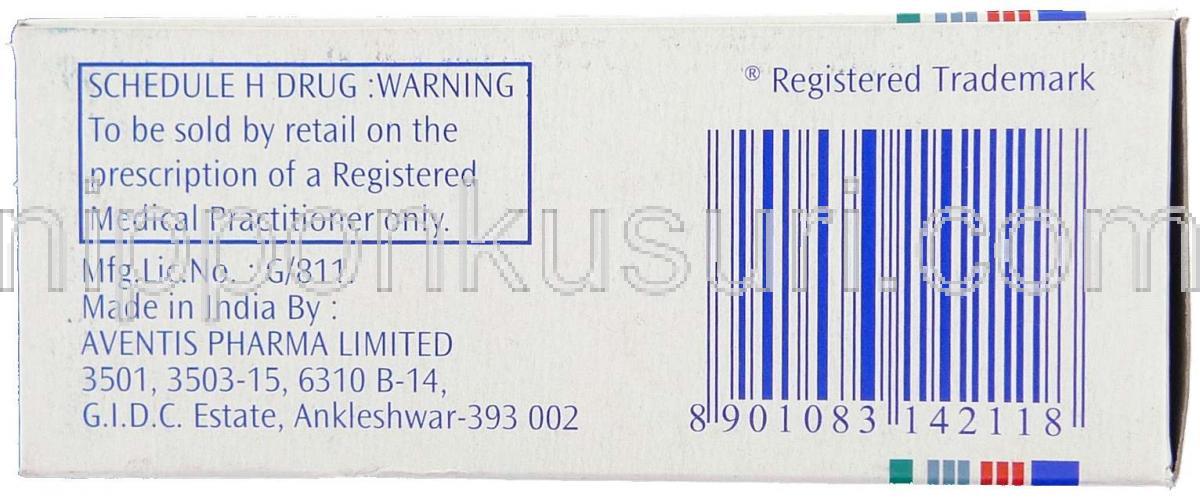 SCHEDULE H DRUG :WARNING
To be sold by retail on the
prescription of a Registered
Medical Practitioner only.
Mfg.Lic.No. : G/811
Made in India By :
AVENTIS PHARMA LIMITED
3501, 3503-15, 6310 B-14,
G.I.D.C. Estate, Ankleshwar-393 002
® Registered Trademark
8 901083 142118
nipponkusuri.com